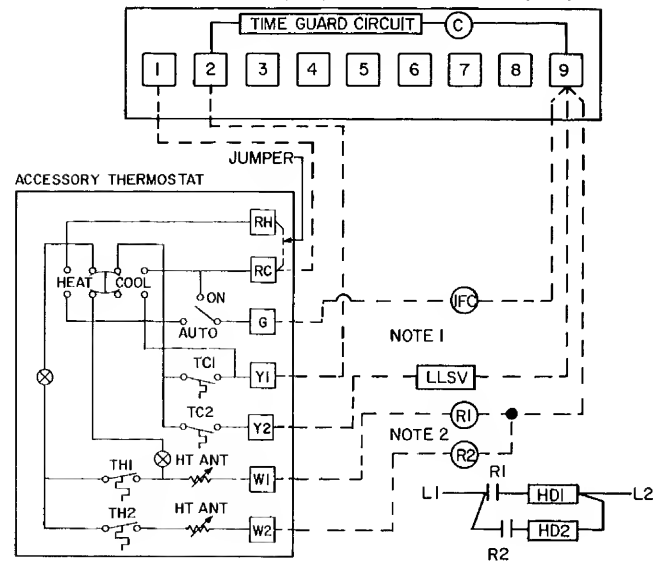 TIME GUARD CIRCUIT C
1 2 3 4 5 6 7 8 9
JUMPER
ACCESSORY THERMOSTAT
RH
HEAT COOL RC
ON
AUTO G IFC
NOTE 1
TC1 Y1
LLSV
TC2 Y2
R1
NOTE 2
TH1 HT ANT W1 R2
R1
L1 HD1 L2
TH2 HT ANT W2 HD2
R2